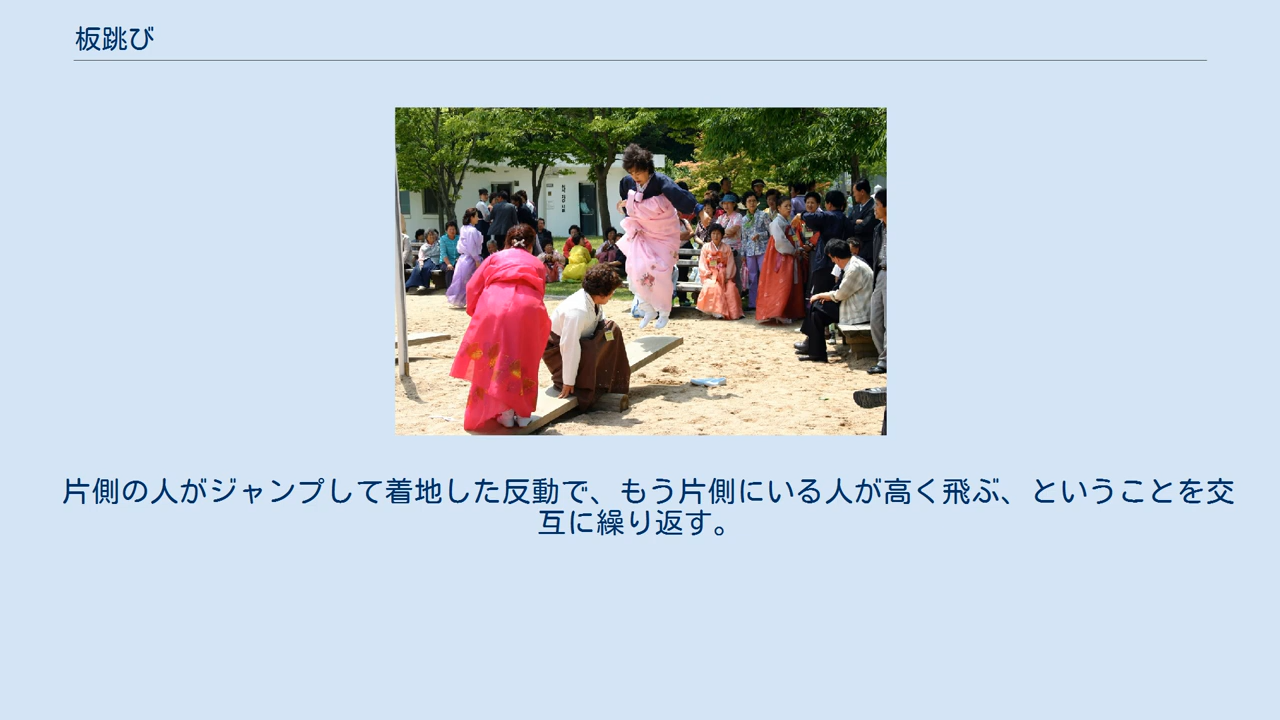 板跳び
片側の人がジャンプして着地した反動で、もう片側にいる人が高く飛ぶ、ということを交
互に繰り返す。